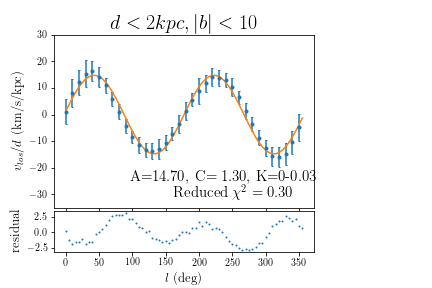 d < 2kpc, |b| < 10
v_los/d (km/s/kpc)
30
20
10
0
−10
−20
−30
A=14.70, C= 1.30, K=0-0.03
Reduced χ² = 0.30
residual
2.5
0.0
−2.5
0 50 100 150 200 250 300 350
l (deg)